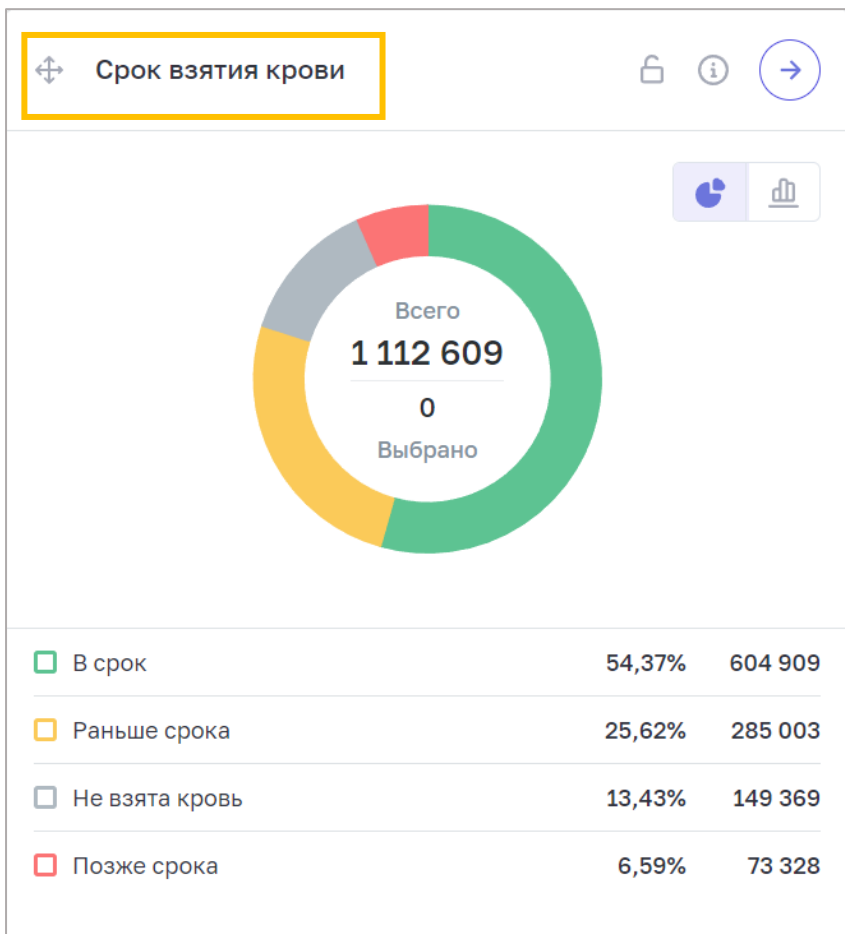 Срок взятия крови
Всего
1 112 609
0
Выбрано
В срок 54,37% 604 909
Раньше срока 25,62% 285 003
Не взята кровь 13,43% 149 369
Позже срока 6,59% 73 328